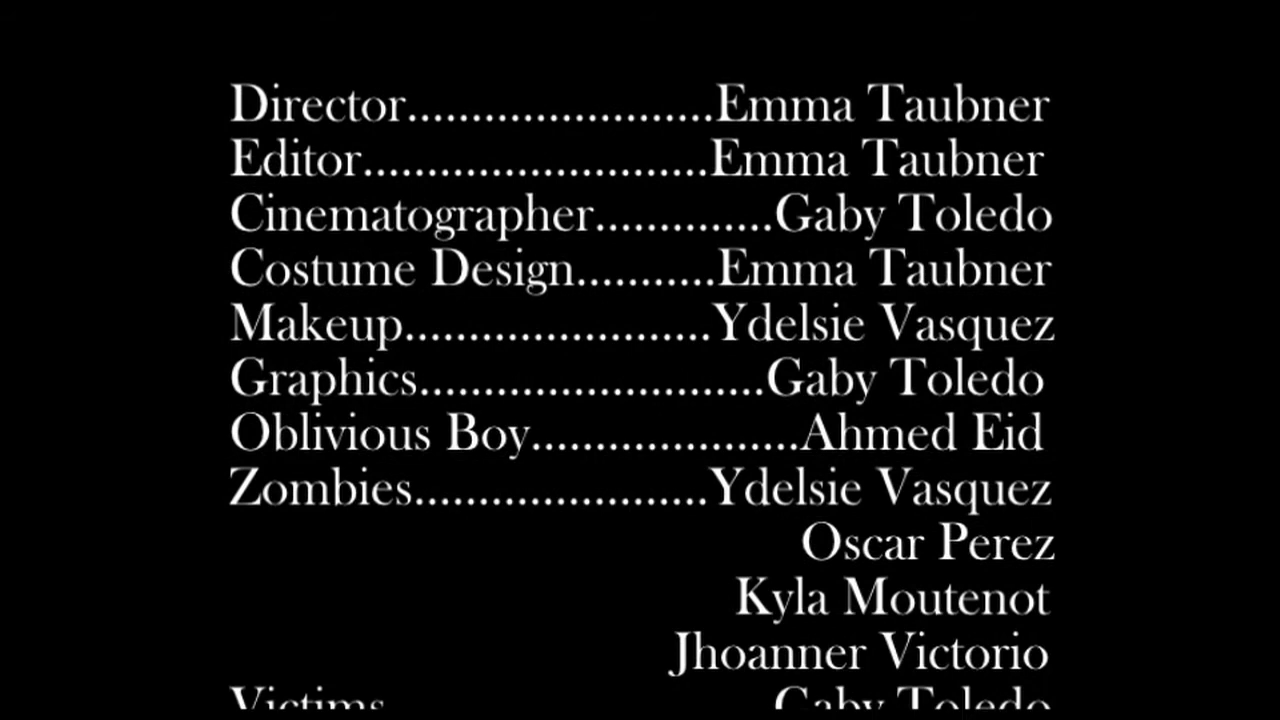 Director........................Emma Taubner
Editor...........................Emma Taubner
Cinematographer..............Gaby Toledo
Costume Design...........Emma Taubner
Makeup........................Ydelsie Vasquez
Graphics...........................Gaby Toledo
Oblivious Boy.....................Ahmed Eid
Zombies.......................Ydelsie Vasquez
Oscar Perez
Kyla Moutenot
Jhoanner Victorio
Victims Gaby Toledo